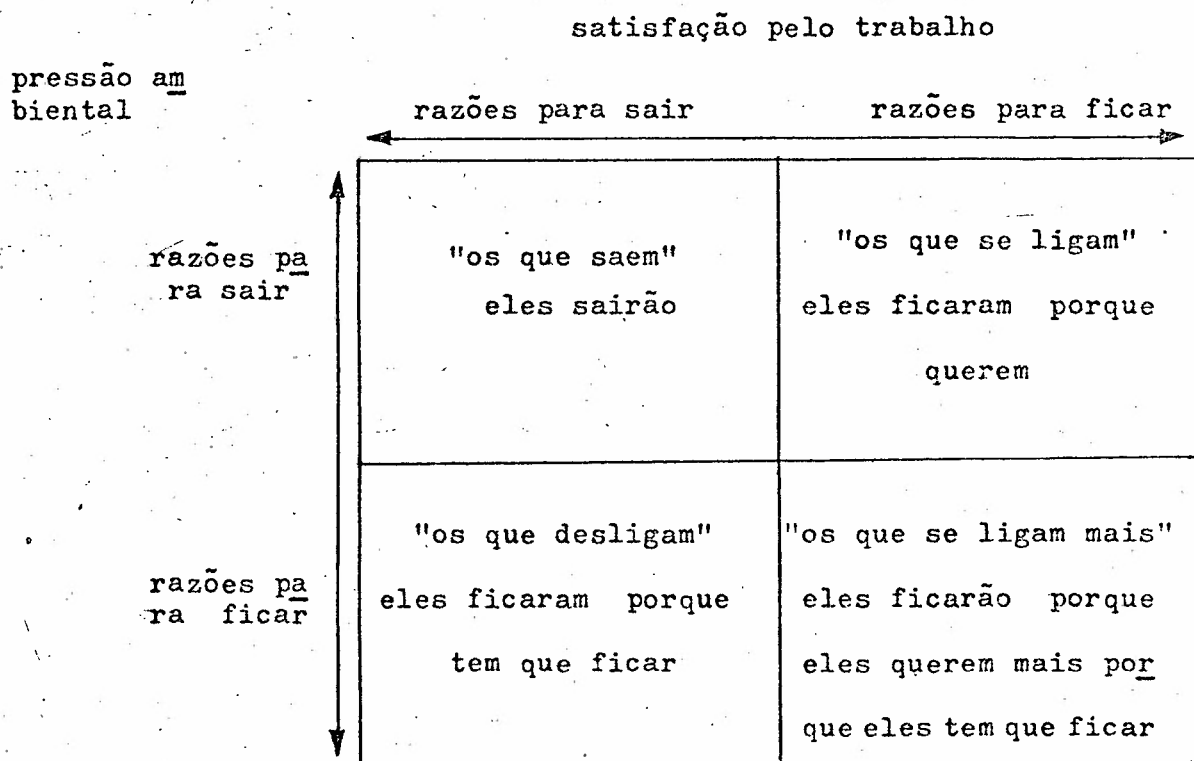 satisfação pelo trabalho
pressão am
biental
razões para sair
razões para ficar
razões pa
ra sair
"os que saem"
eles sairão
"os que se ligam"
eles ficaram porque
querem
razões pa
ra ficar
"os que desligam"
eles ficaram porque
tem que ficar
"os que se ligam mais"
eles ficarão porque
eles querem mais por
que eles tem que ficar